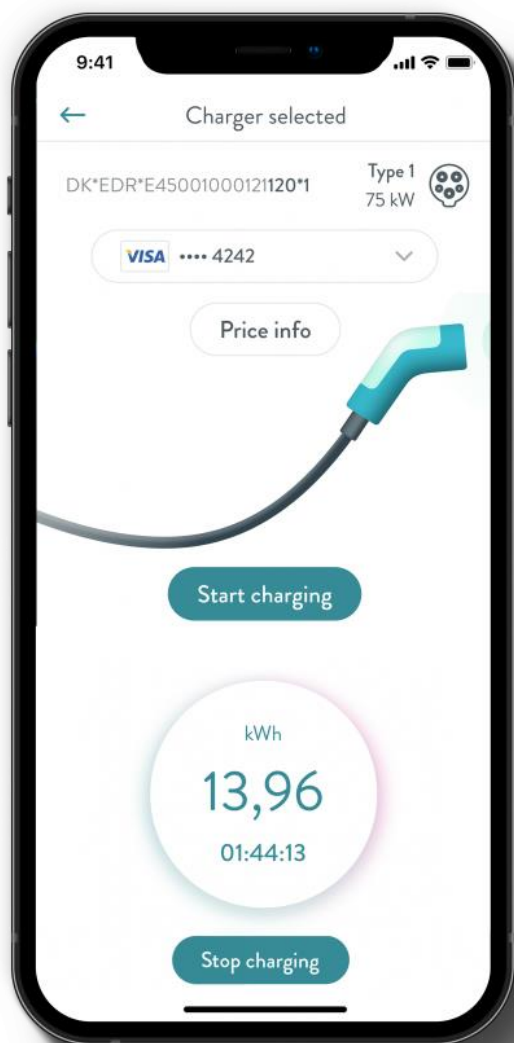 9:41
Charger selected
DK*EDR*E45001000121120*1
Type 1
75 kW
VISA •••• 4242
Price info
Start charging
kWh
13,96
01:44:13
Stop charging